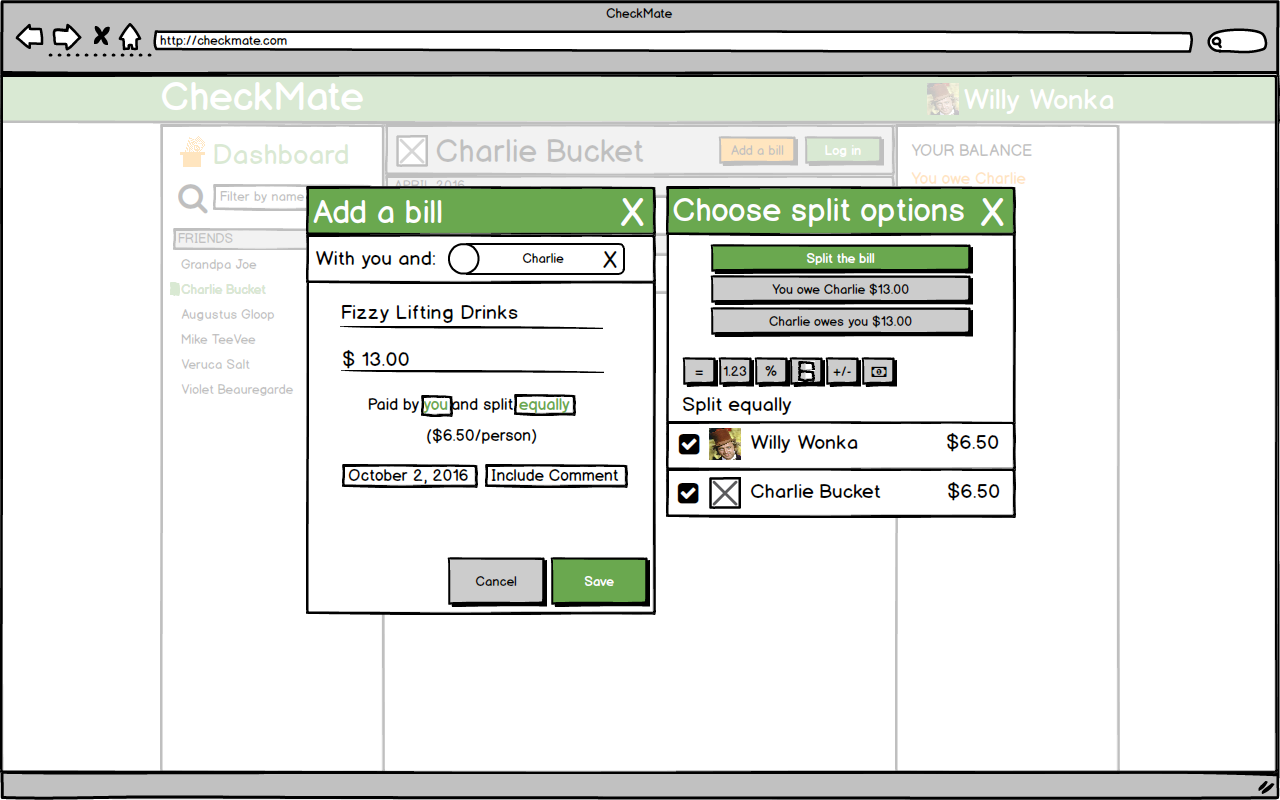 CheckMate
http://checkmate.com
CheckMate
Willy Wonka
Dashboard
Filter by name
FRIENDS
Grandpa Joe
Charlie Bucket
Augustus Gloop
Mike TeeVee
Veruca Salt
Violet Beauregarde
Charlie Bucket
Add a bill
Log in
APRIL 2016
YOUR BALANCE
You owe Charlie
Add a bill X
With you and: Charlie X
Fizzy Lifting Drinks
$ 13.00
Paid by you and split equally
($6.50/person)
October 2, 2016 Include Comment
Cancel Save
Choose split options X
Split the bill
You owe Charlie $13.00
Charlie owes you $13.00
= 1.23 % +/-
Split equally
Willy Wonka $6.50
Charlie Bucket $6.50